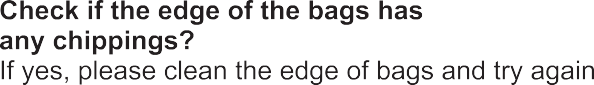 Check if the edge of the bags has
any chippings?
If yes, please clean the edge of bags and try again